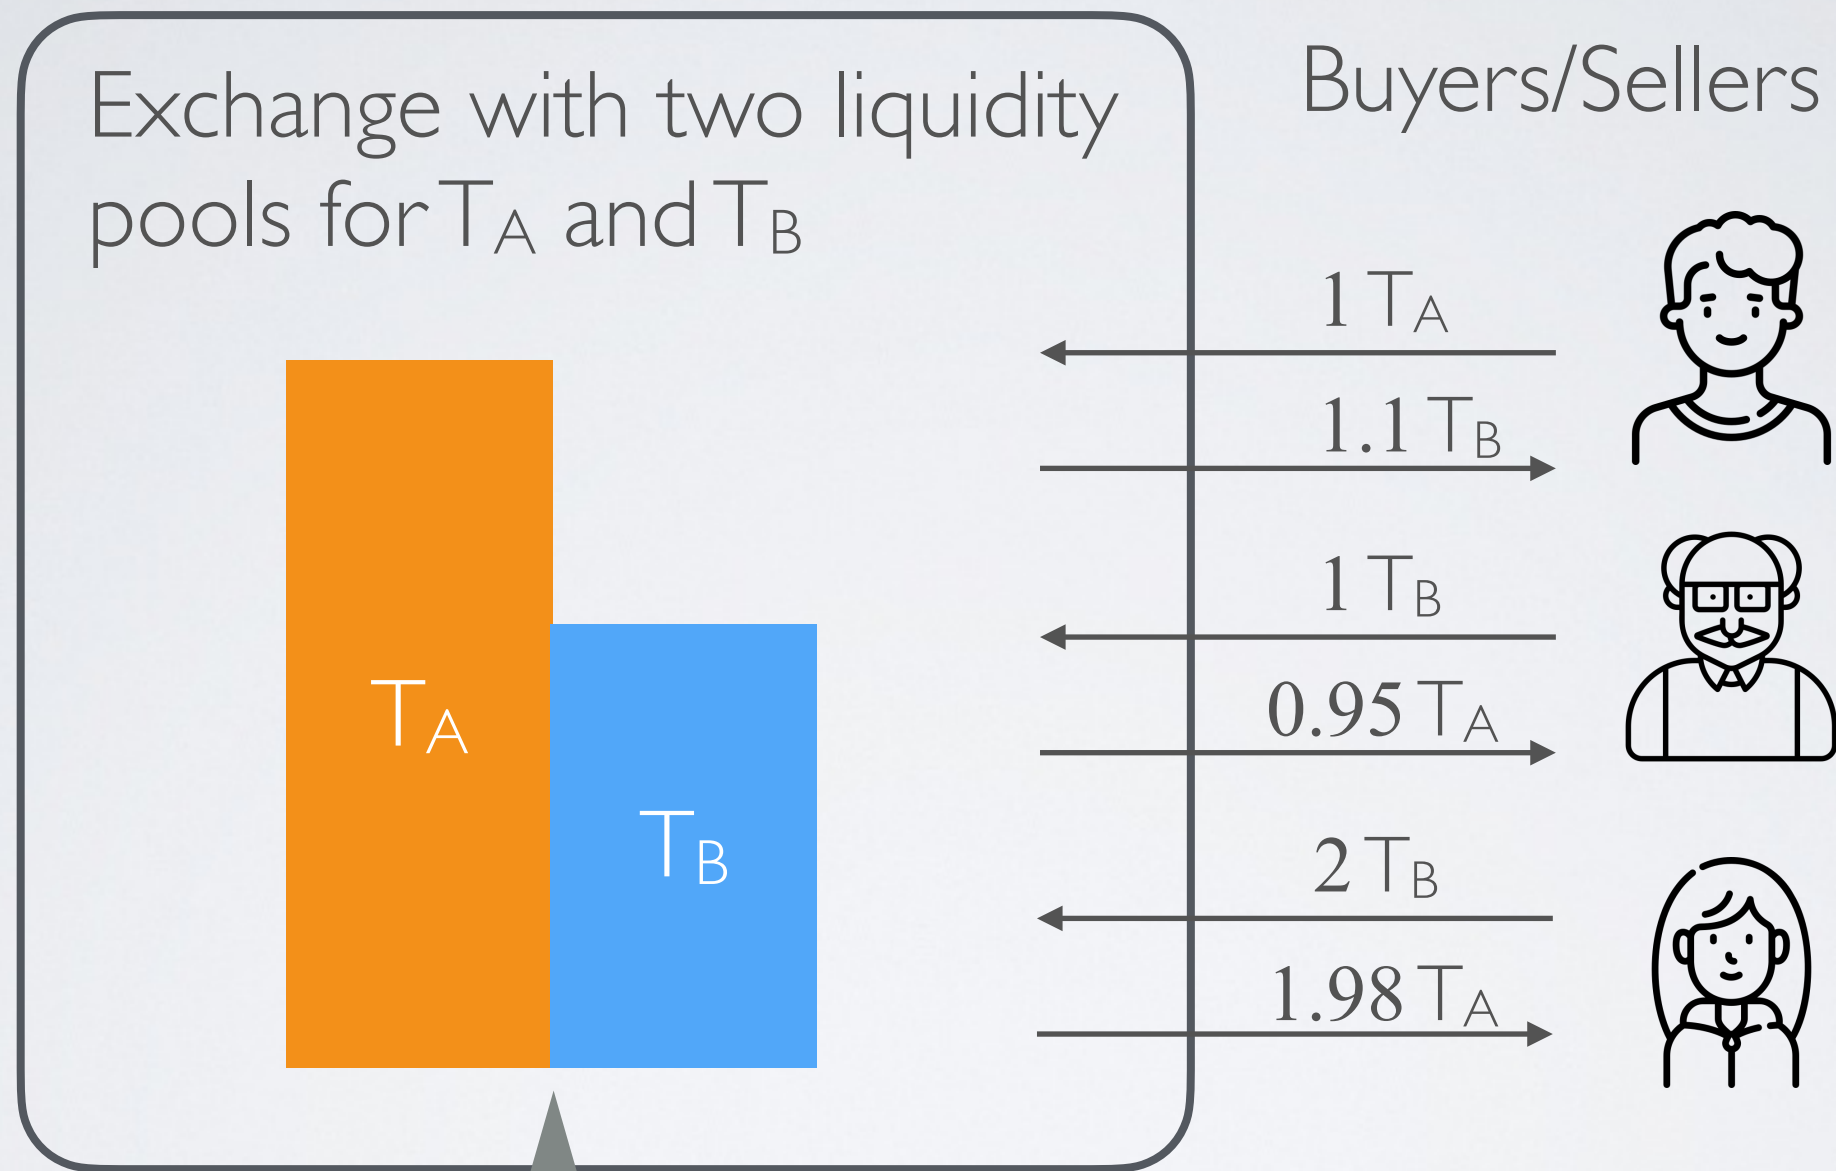 Exchange with two liquidity
pools for TA and TB
Buyers/Sellers
1 TA
1.1 TB
1 TB
0.95 TA
2 TB
1.98 TA
TA
TB